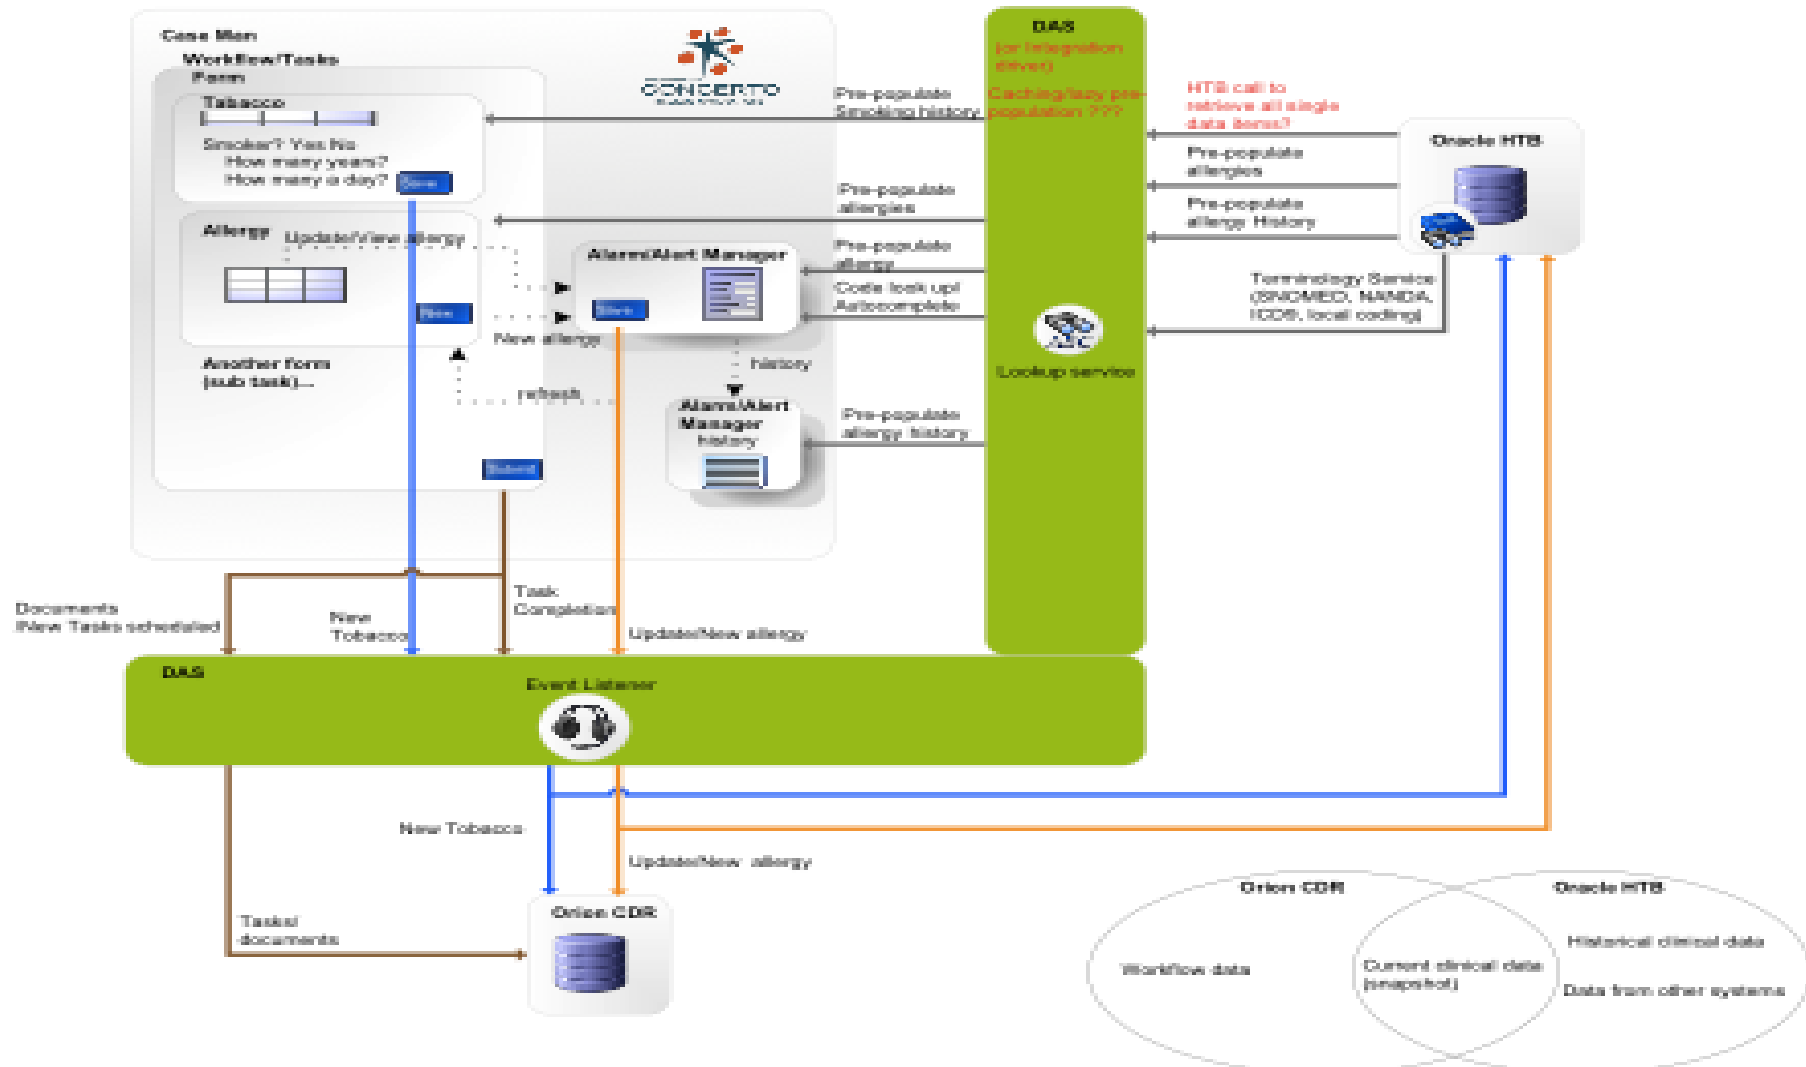 Case Man
Workflow/Tasks
Form
Tabacco
Smoker? Yes No
How many years?
How many a day?
Save
Allergy
Update/View allergy
New
New allergy
Another form
(sub task)...
refresh
Submit
CONCERTO
Alarm/Alert Manager
Save
history
Alarm/Alert
Manager
history
Pre-populate
Smoking history
Pre-populate
allergies
Pre-populate
allergy
Code look up/
Autocomplete
Pre-populate
allergy history
DAS
(or Integration
driver)
Caching/lazy pre-
population ???
Lookup service
HTB call to
retrieve all single
data items?
Pre-populate
allergies
Pre-populate
allergy History
Terminology Service
(SNOMED, NANDA,
ICD9, local coding)
Oracle HTB
Documents
/New Tasks scheduled
New
Tobacco
Task
Completion
Update/New allergy
DAS
Event Listener
New Tobacco
Update/New allergy
Tasks/
documents
Orion CDR
Orion CDR
Oracle HTB
Workflow data
Current clinical data
(snapshot)
Historical clinical data
Data from other systems